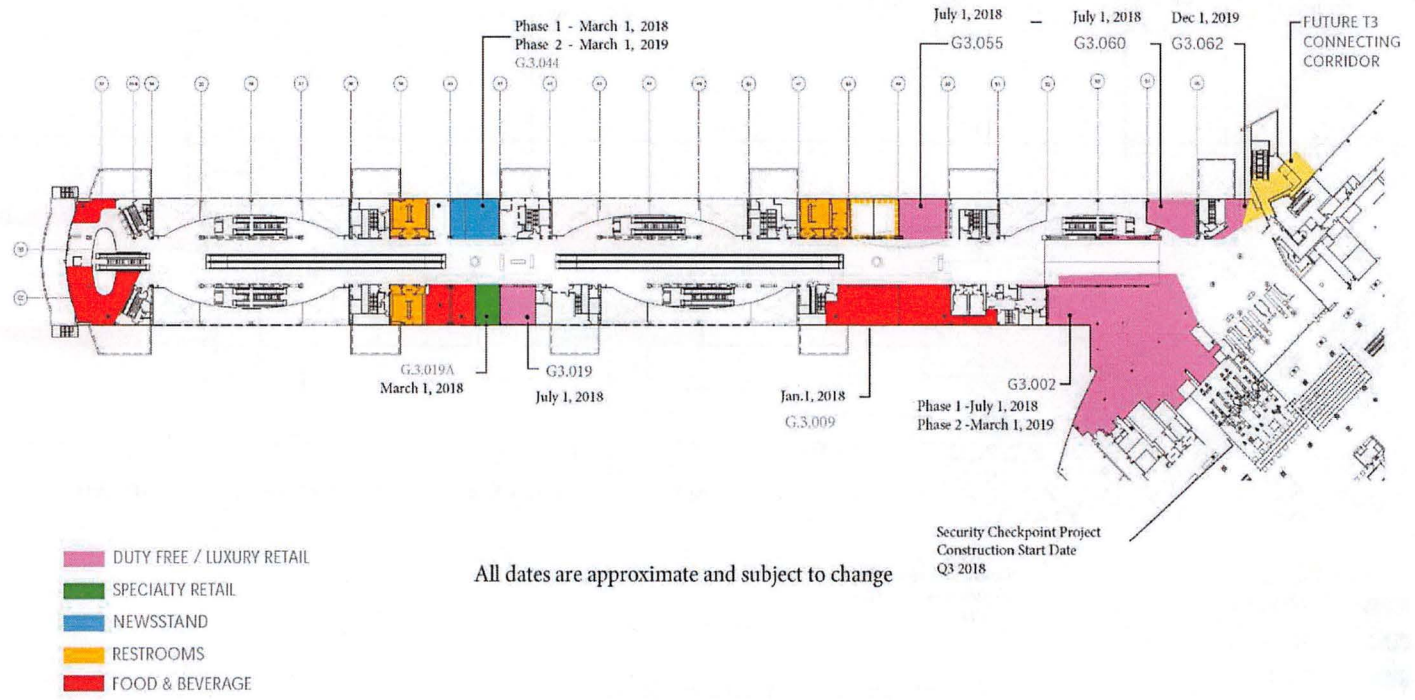 Phase 1 - March 1, 2018
Phase 2 - March 1, 2019
G.3.044
July 1, 2018 – July 1, 2018 Dec 1, 2019
G3.055 G3.060 G3.062
FUTURE T3
CONNECTING
CORRIDOR
G.3.019A
March 1, 2018
G3.019
July 1, 2018
Jan.1, 2018
G.3.009
G3.002
Phase 1 -July 1, 2018
Phase 2 -March 1, 2019
Security Checkpoint Project
Construction Start Date
Q3 2018
All dates are approximate and subject to change
DUTY FREE / LUXURY RETAIL
SPECIALTY RETAIL
NEWSSTAND
RESTROOMS
FOOD & BEVERAGE